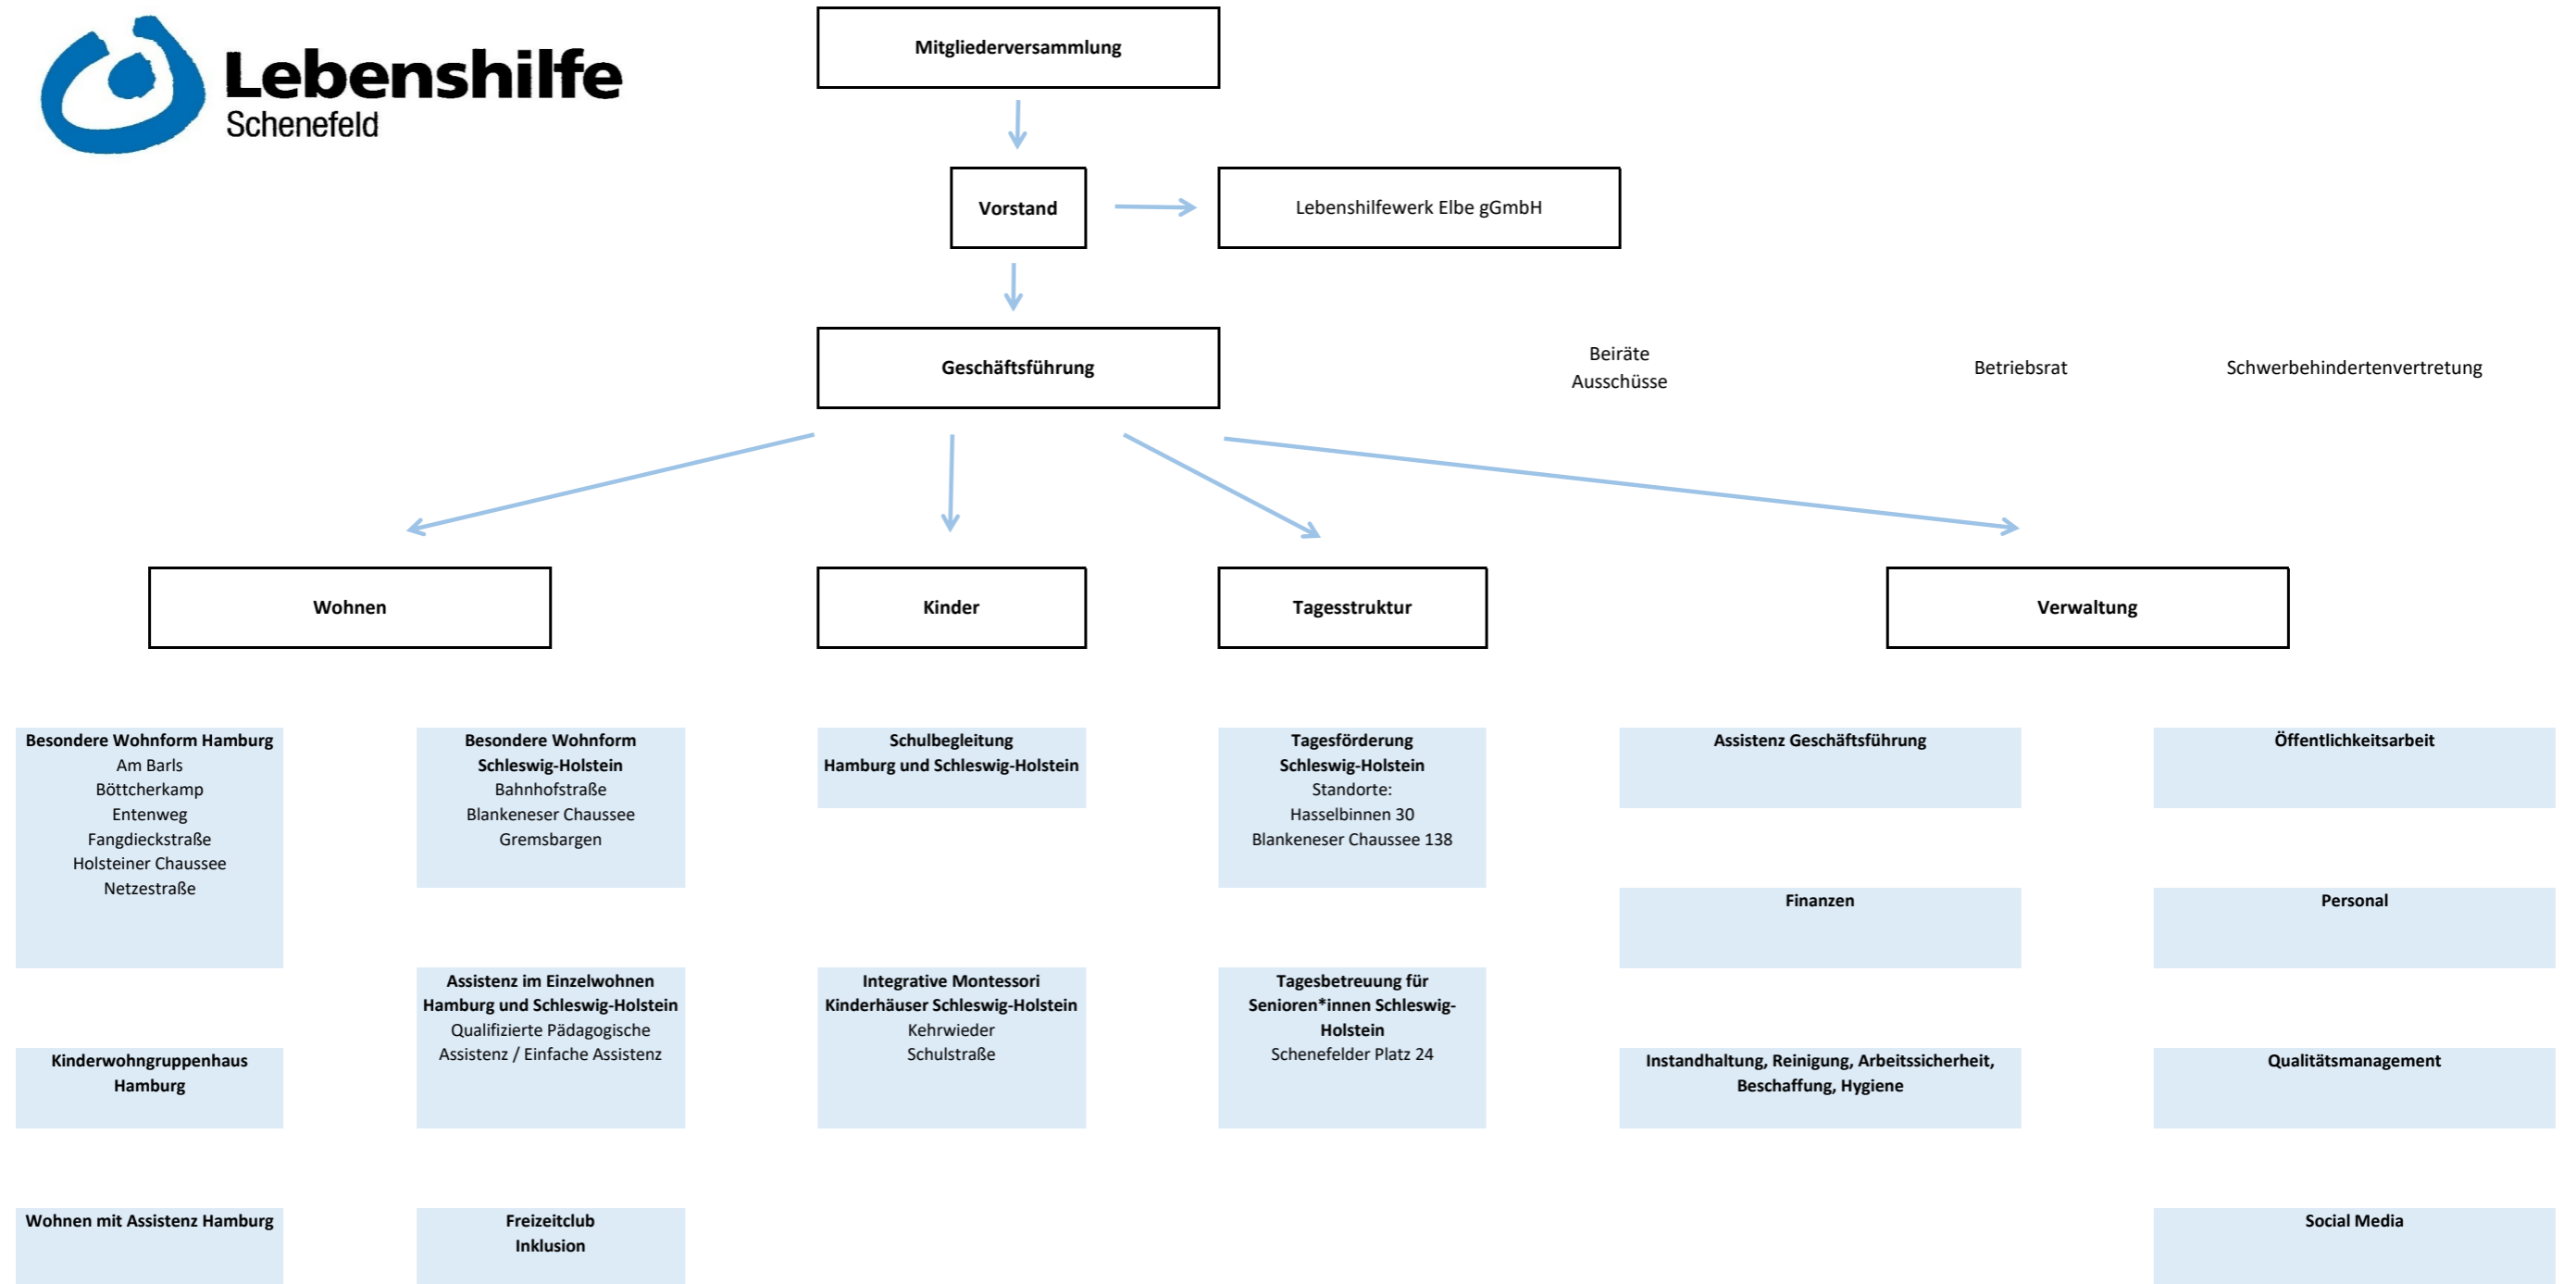 Lebenshilfe
Schenefeld
Mitgliederversammlung
Vorstand
Lebenshilfewerk Elbe gGmbH
Geschäftsführung
Beiräte
Ausschüsse
Betriebsrat
Schwerbehindertenvertretung
Wohnen
Kinder
Tagesstruktur
Verwaltung
Besondere Wohnform Hamburg
Am Barls
Böttcherkamp
Entenweg
Fangdieckstraße
Holsteiner Chaussee
Netzestraße
Kinderwohngruppenhaus
Hamburg
Wohnen mit Assistenz Hamburg
Besondere Wohnform
Schleswig-Holstein
Bahnhofstraße
Blankeneser Chaussee
Gremsbargen
Assistenz im Einzelwohnen
Hamburg und Schleswig-Holstein
Qualifizierte Pädagogische
Assistenz / Einfache Assistenz
Freizeitclub
Inklusion
Schulbegleitung
Hamburg und Schleswig-Holstein
Integrative Montessori
Kinderhäuser Schleswig-Holstein
Kehrwieder
Schulstraße
Tagesförderung
Schleswig-Holstein
Standorte:
Hasselbinnen 30
Blankeneser Chaussee 138
Tagesbetreuung für
Senioren*innen Schleswig-
Holstein
Schenefelder Platz 24
Assistenz Geschäftsführung
Finanzen
Instandhaltung, Reinigung, Arbeitssicherheit,
Beschaffung, Hygiene
Öffentlichkeitsarbeit
Personal
Qualitätsmanagement
Social Media